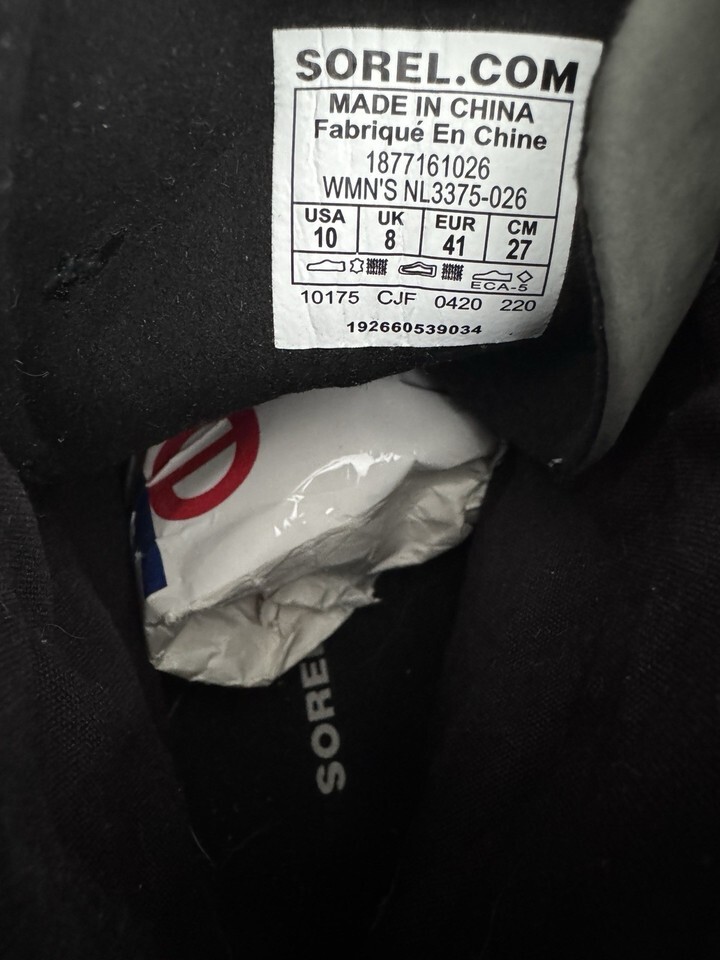 SOREL.COM
MADE IN CHINA
Fabriqué En Chine
1877161026
WMN'S NL3375-026
USA UK EUR CM
10 8 41 27
ECA-5
10175 CJF 0420 220
192660539034
SOREL